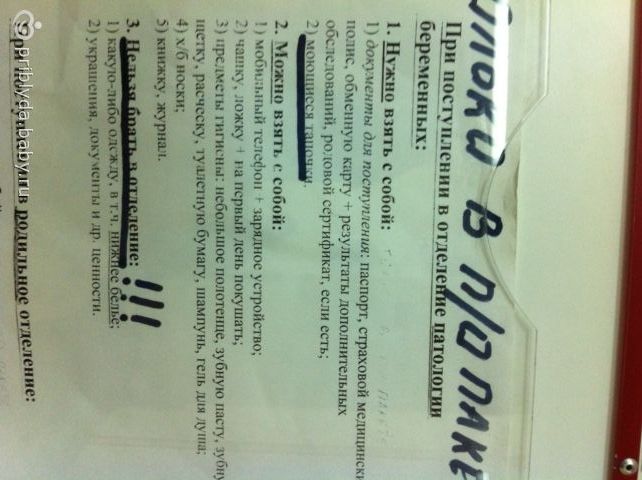 В П/О ПАКЕ
При поступлении в отделение патологии
беременных:
1. Нужно взять с собой:
1) документы для поступления: паспорт, страховой медицински
полис, обменную карту + результаты дополнительных
обследований, родовой сертификат, если есть;
2) моющиеся тапочки.
2. Можно взять с собой:
1) мобильный телефон + зарядное устройство;
2) чашку, ложку + на первый день покушать;
3) предметы гигиены: небольшое полотенце, зубную пасту, зубну
щетку, расческу, туалетную бумагу, шампунь, гель для душа;
4) х/б носки;
5) книжку, журнал.
3. Нельзя брать в отделение: !!!
1) какую-либо одежду, в т.ч. нижнее белье;
2) украшения, документы и др. ценности.
в родильное отделение:
priblyda.baby.ru